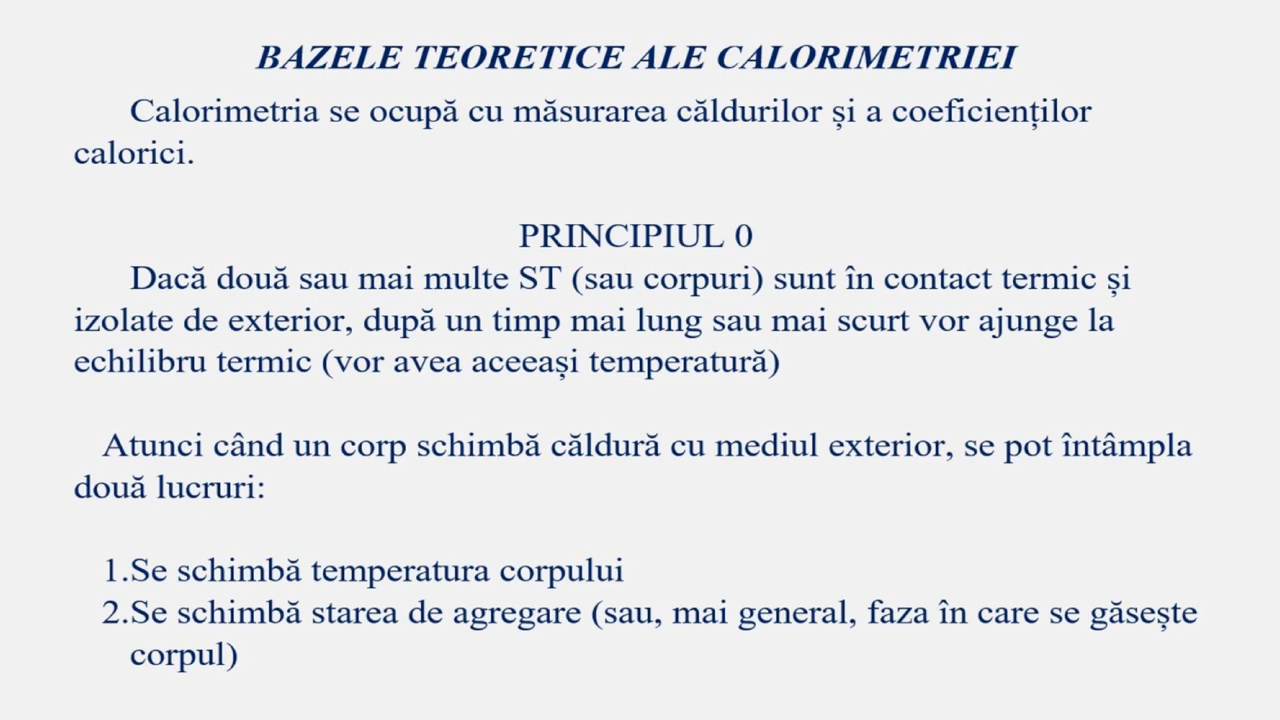 BAZELE TEORETICE ALE CALORIMETRIEI
Calorimetria se ocupă cu măsurarea căldurilor și a coeficienților
calorici.
PRINCIPIUL 0
Dacă două sau mai multe ST (sau corpuri) sunt în contact termic și
izolate de exterior, după un timp mai lung sau mai scurt vor ajunge la
echilibru termic (vor avea aceeași temperatură)
Atunci când un corp schimbă căldură cu mediul exterior, se pot întâmpla
două lucruri:
1.Se schimbă temperatura corpului
2.Se schimbă starea de agregare (sau, mai general, faza în care se găsește
corpul)